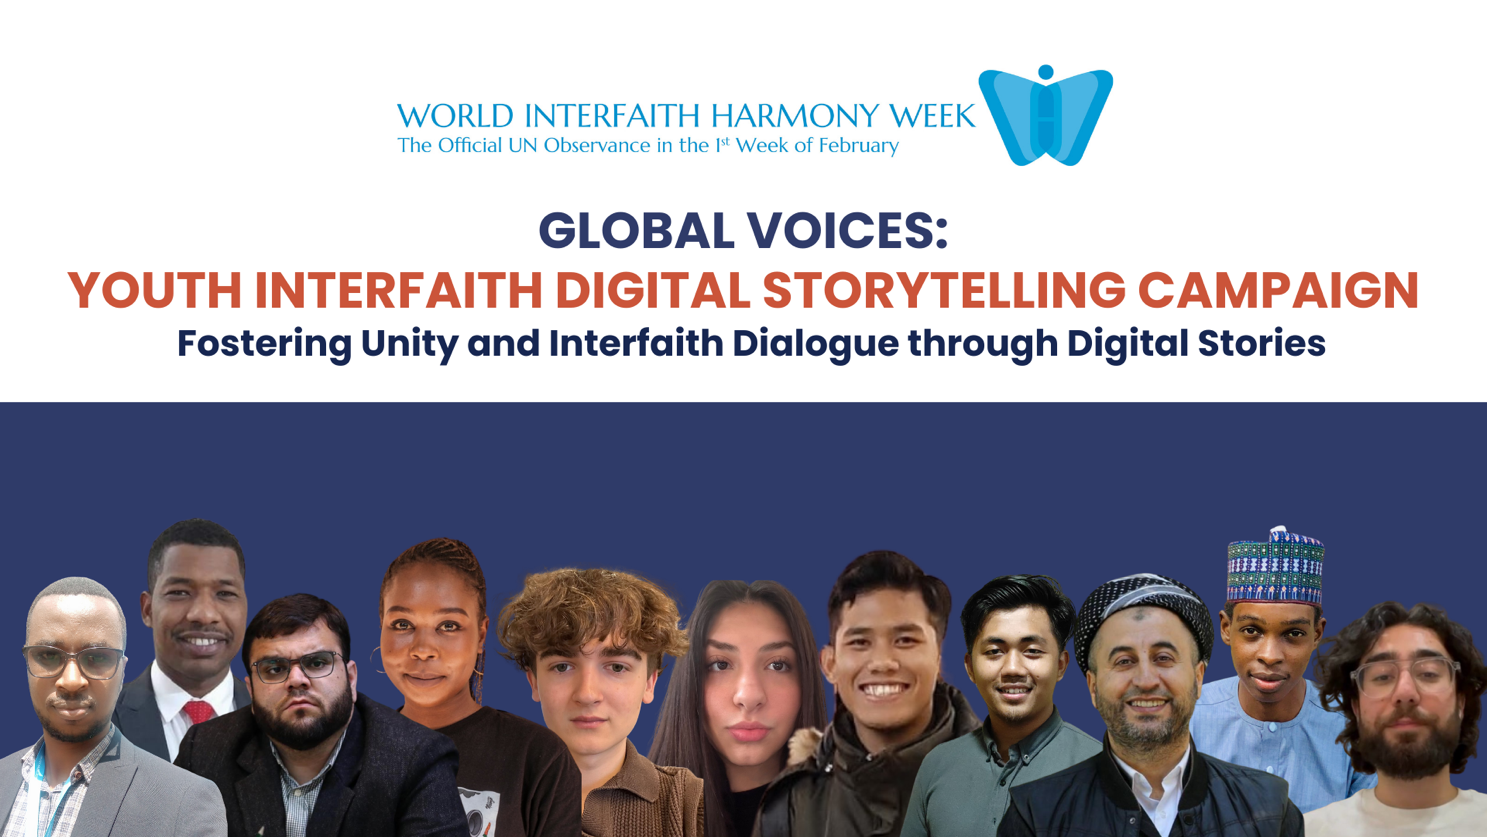 WORLD INTERFAITH HARMONY WEEK
The Official UN Observance in the 1st Week of February
GLOBAL VOICES:
YOUTH INTERFAITH DIGITAL STORYTELLING CAMPAIGN
Fostering Unity and Interfaith Dialogue through Digital Stories